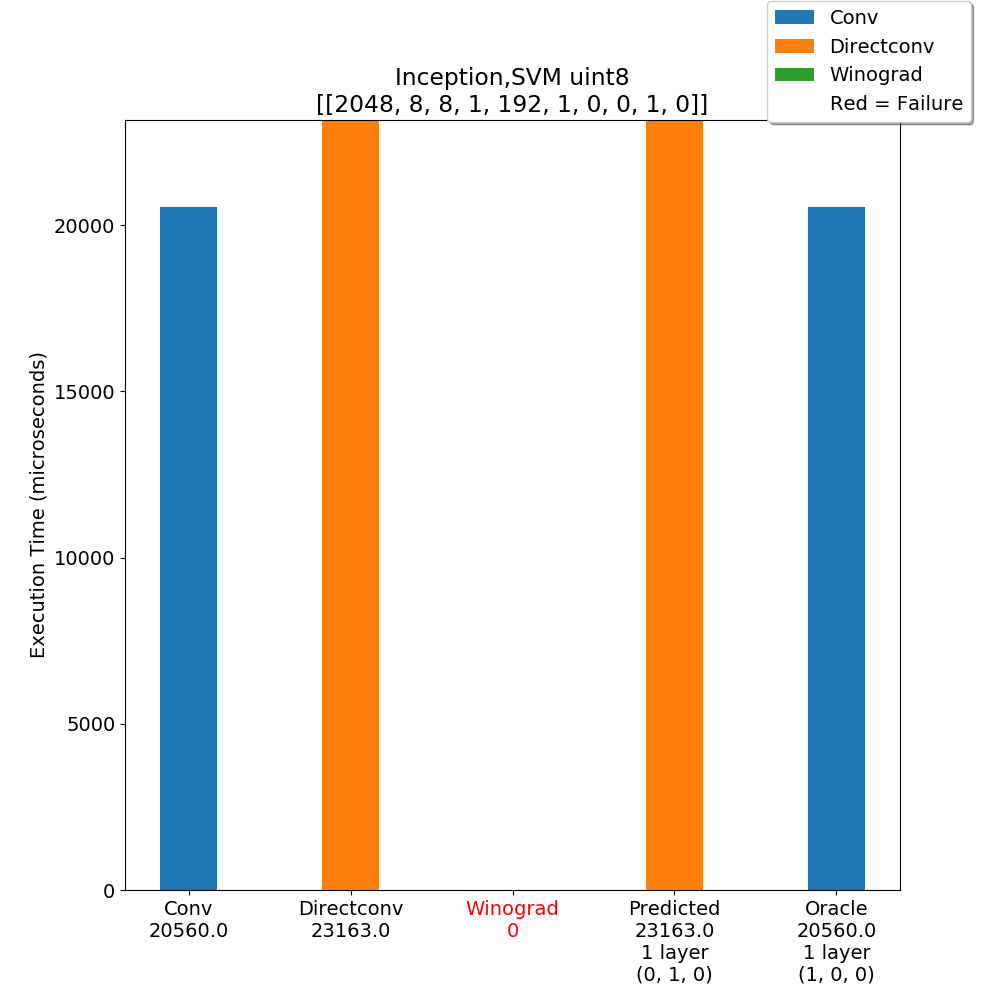 Conv
Directconv
Winograd
Red = Failure
Inception,SVM uint8
[[2048, 8, 8, 1, 192, 1, 0, 0, 1, 0]]
Execution Time (microseconds)
20000
15000
10000
5000
0
Conv
20560.0
Directconv
23163.0
Winograd
0
Predicted
23163.0
1 layer
(0, 1, 0)
Oracle
20560.0
1 layer
(1, 0, 0)